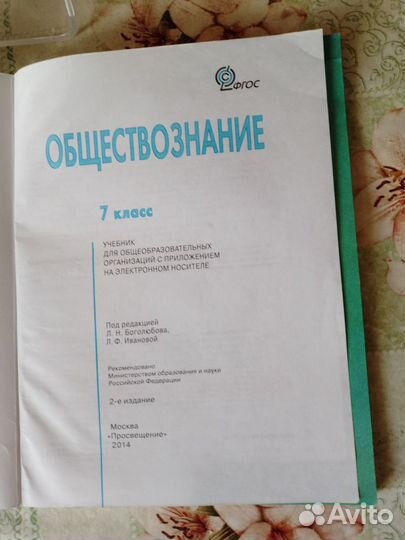 ФГОС
ОБЩЕСТВОЗНАНИЕ
7 класс
УЧЕБНИК
ДЛЯ ОБЩЕОБРАЗОВАТЕЛЬНЫХ
ОРГАНИЗАЦИЙ С ПРИЛОЖЕНИЕМ
НА ЭЛЕКТРОННОМ НОСИТЕЛЕ
Под редакцией
Л. Н. Боголюбова,
Л. Ф. Ивановой
Рекомендовано
Министерством образования и науки
Российской Федерации
2-е издание
Москва
«Просвещение»
2014
Avito